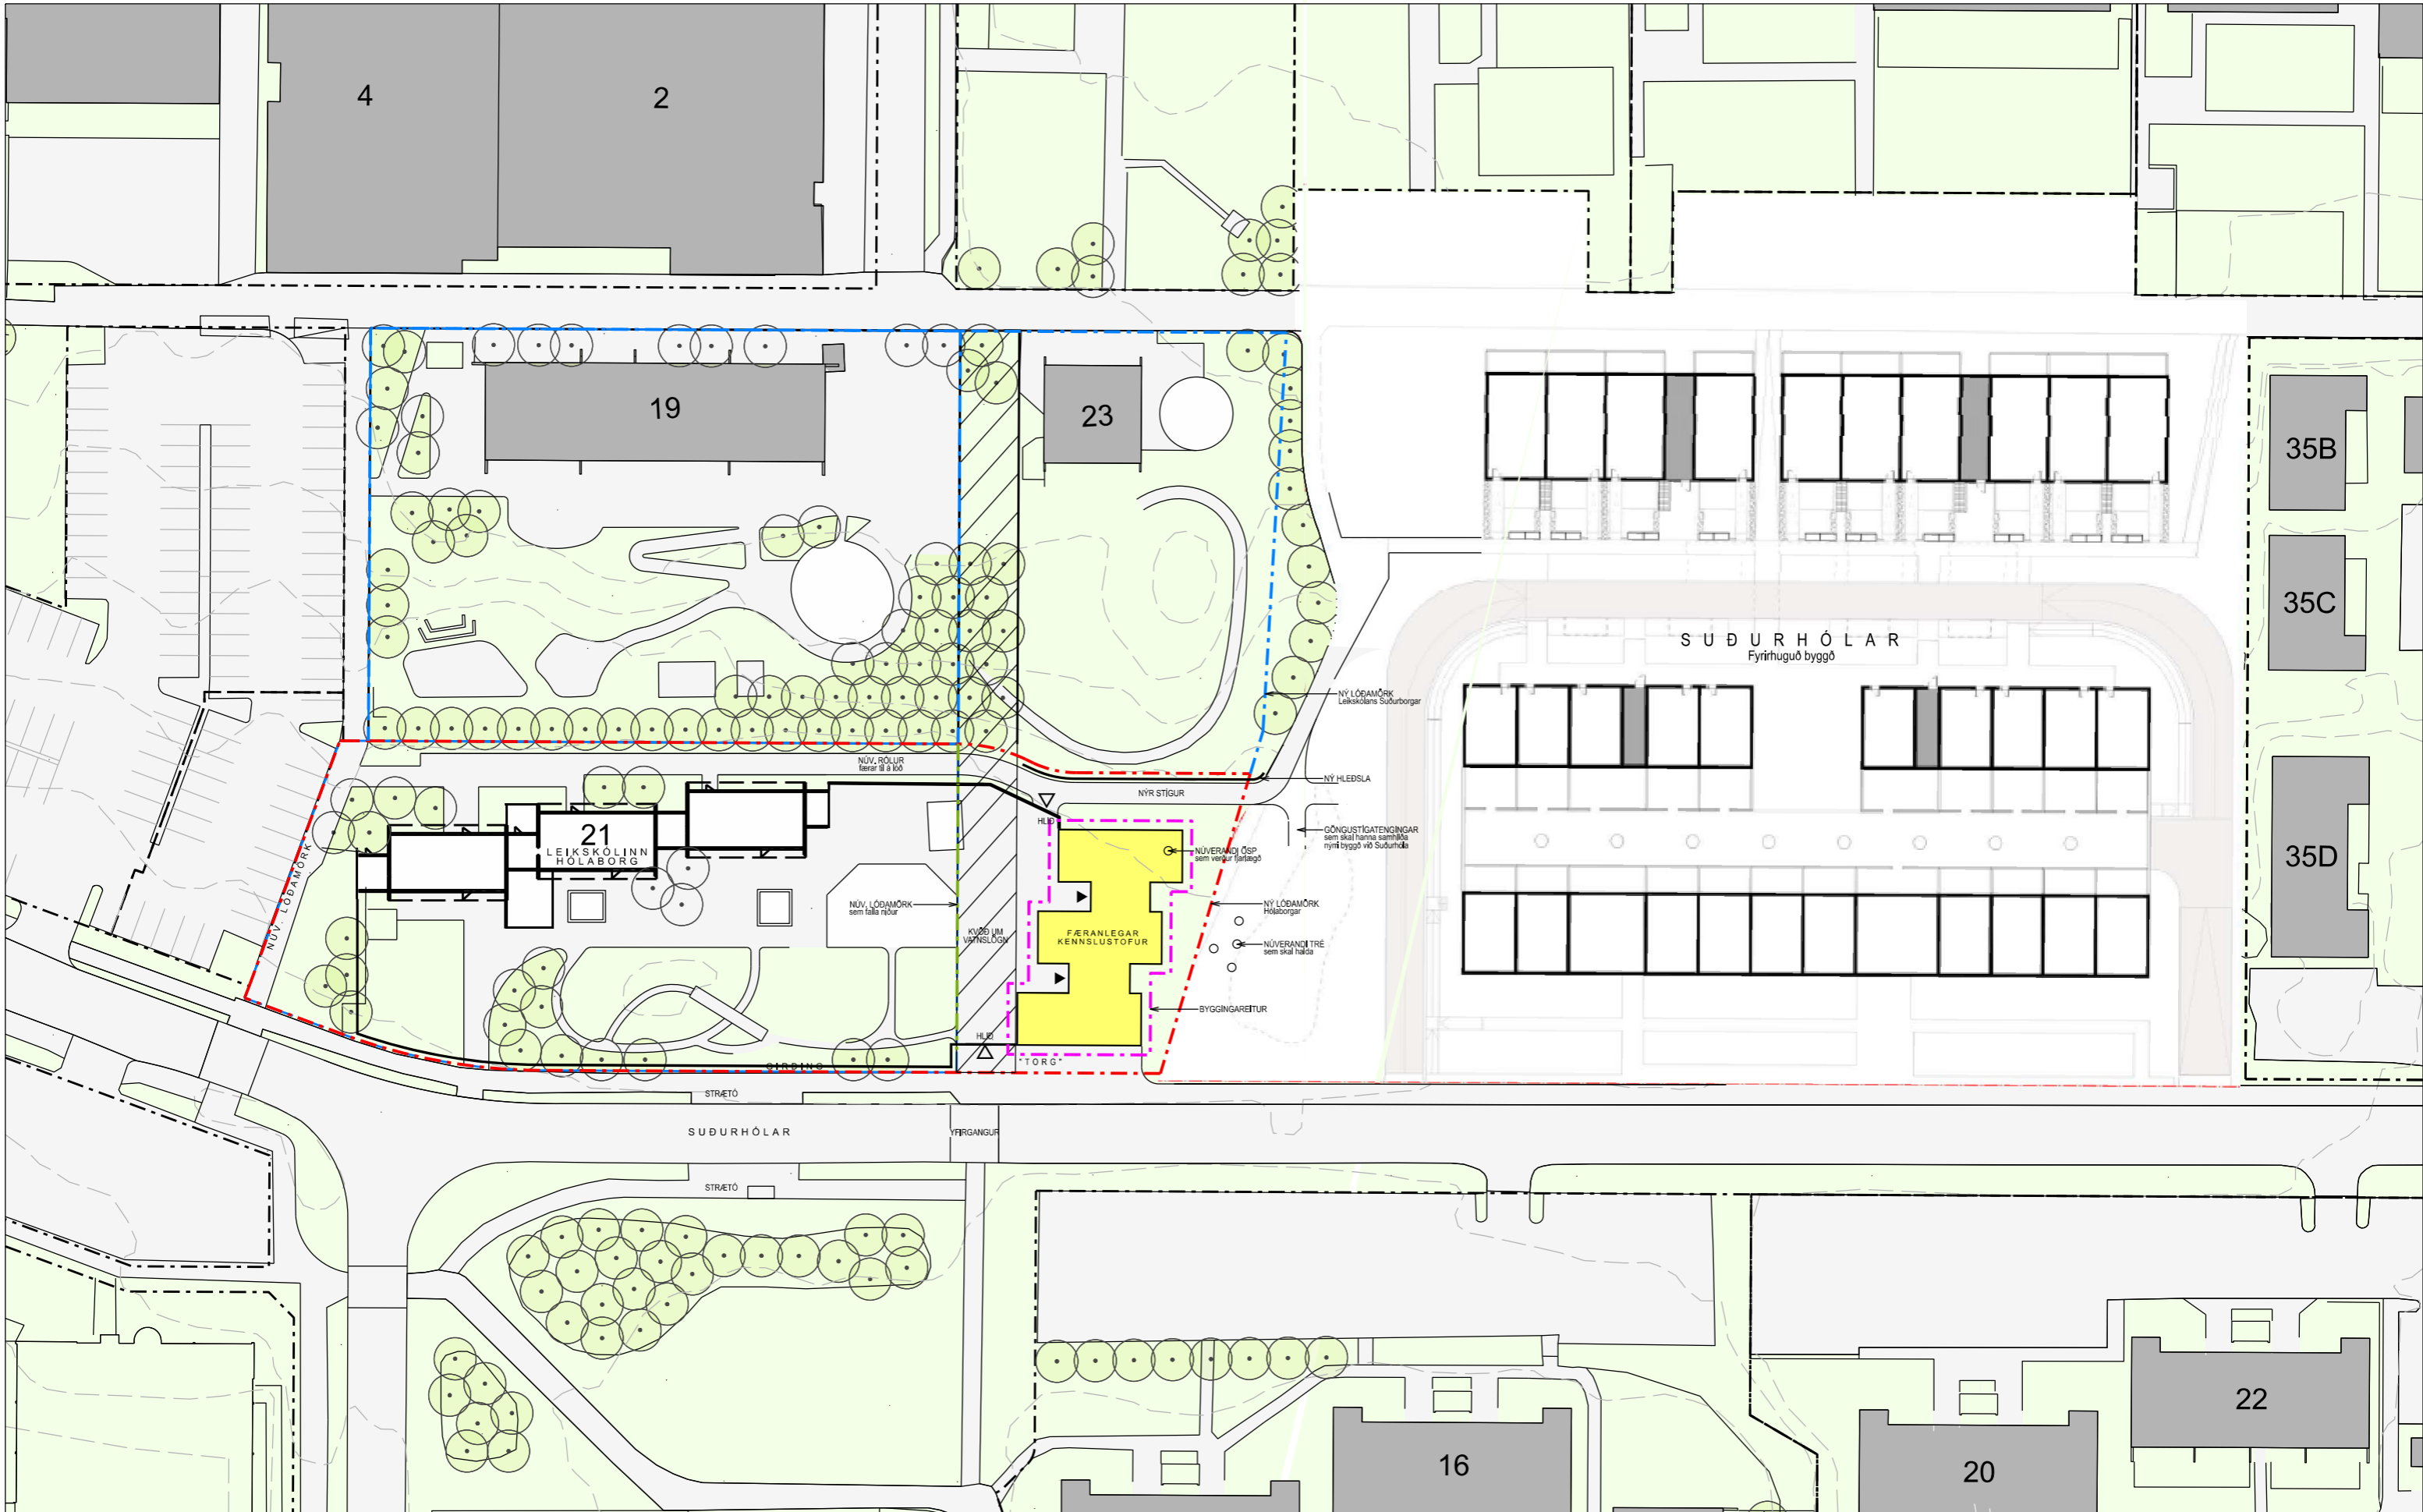 4
2
19
23
35B
35C
35D
SUÐURHÓLAR
Fyrirhuguð byggð
NÝ LÓÐAMÖRK
Leikskólans Suðurborgar
NÚV. RÓLUR
færar til á lóð
NÝ HLEÐSLA
NÝR STÍGUR
HLIÐ
GÖNGUSTÍGATENGINGAR
sem skal hanna samhliða
nýrri byggð við Suðurhóla
21
LEIKSKÓLINN
HÓLABORG
NÚVERANDI ÖSP
sem verður fjarlægð
NÚV. LÓÐAMÖRK
NÚV. LÓÐAMÖRK
sem falla niður
NÝ LÓÐAMÖRK
Hólaborgar
KVÖÐ UM
VATNSLÖGN
FÆRANLEGAR
KENNSLUSTOFUR
NÚVERANDI TRÉ
sem skal halda
BYGGINGAREITUR
HLIÐ
"TORG"
GIRÐING
STRÆTÓ
SUÐURHÓLAR
YFIRGANGUR
STRÆTÓ
16
20
22